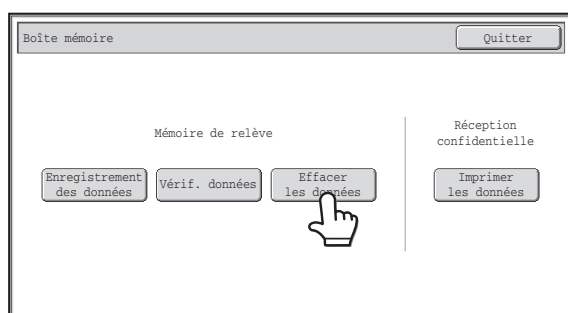 Boîte mémoire
Quitter
Mémoire de relève
Réception
confidentielle
Enregistrement
des données
Vérif. données
Effacer
les données
Imprimer
les données